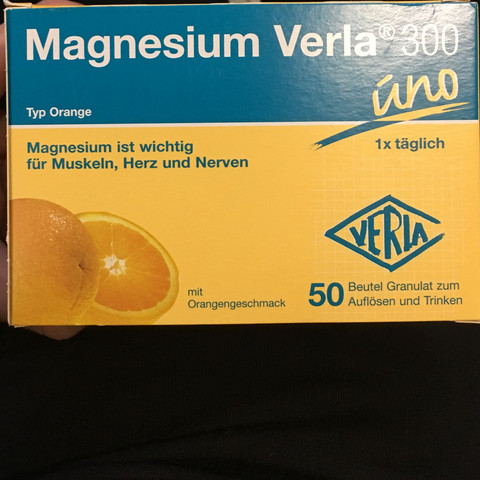 Magnesium Verla® 300
uno
Typ Orange
1x täglich
Magnesium ist wichtig
für Muskeln, Herz und Nerven
VERLA
mit
Orangengeschmack
50 Beutel Granulat zum
Auflösen und Trinken